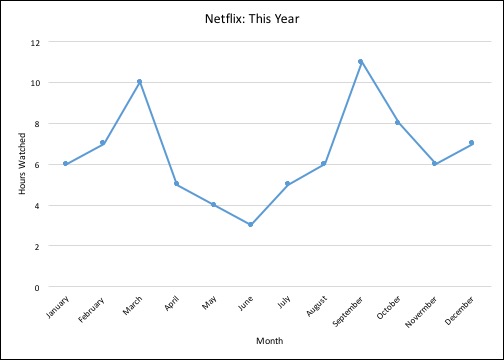 Netflix: This Year
12
10
8
6
4
2
0
Hours Watched
January
February
March
April
May
June
July
August
September
October
Novermber
December
Month